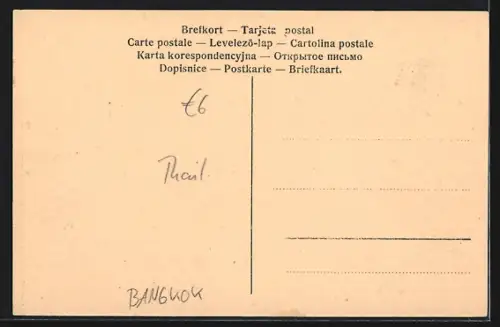 Brefkort — Tarjeta postal
Carte postale — Levelező-lap — Cartolina postale
Karta korespondencyjna — Открытое письмо
Dopisnice — Postkarte — Briefkaart.
€6
Thail.
BANGKOK